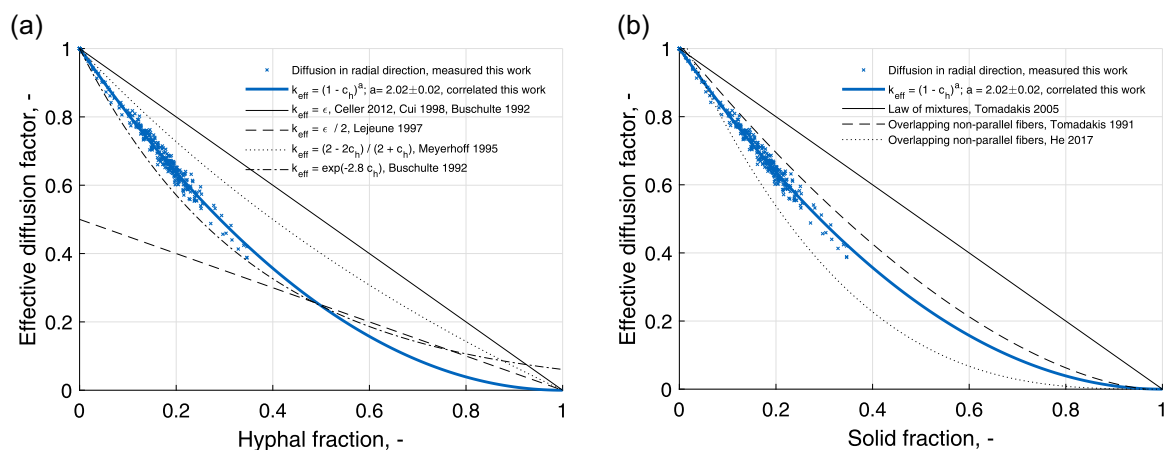 (a)
Effective diffusion factor, -
1
0.8
0.6
0.4
0.2
0
Diffusion in radial direction, measured this work
k_eff = (1 - c_h)^a; a = 2.02±0.02, correlated this work
k_eff = ϵ, Celler 2012, Cui 1998, Buschulte 1992
k_eff = ϵ / 2, Lejeune 1997
k_eff = (2 - 2c_h) / (2 + c_h), Meyerhoff 1995
k_eff = exp(-2.8 c_h), Buschulte 1992
0 0.2 0.4 0.6 0.8 1
Hyphal fraction, -
(b)
Effective diffusion factor, -
1
0.8
0.6
0.4
0.2
0
Diffusion in radial direction, measured this work
k_eff = (1 - c_h)^a; a = 2.02±0.02, correlated this work
Law of mixtures, Tomadakis 2005
Overlapping non-parallel fibers, Tomadakis 1991
Overlapping non-parallel fibers, He 2017
0 0.2 0.4 0.6 0.8 1
Solid fraction, -